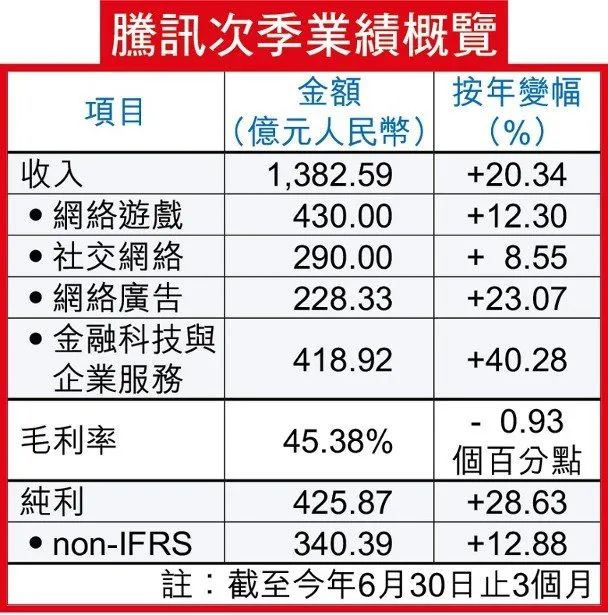 騰訊次季業績概覽
項目 金額 按年變幅
(億元人民幣) (%)
收入 1,382.59 +20.34
•網絡遊戲 430.00 +12.30
•社交網絡 290.00 + 8.55
•網絡廣告 228.33 +23.07
•金融科技與
企業服務 418.92 +40.28
毛利率 45.38% - 0.93
個百分點
純利 425.87 +28.63
•non-IFRS 340.39 +12.88
註︰截至今年6月30日止3個月